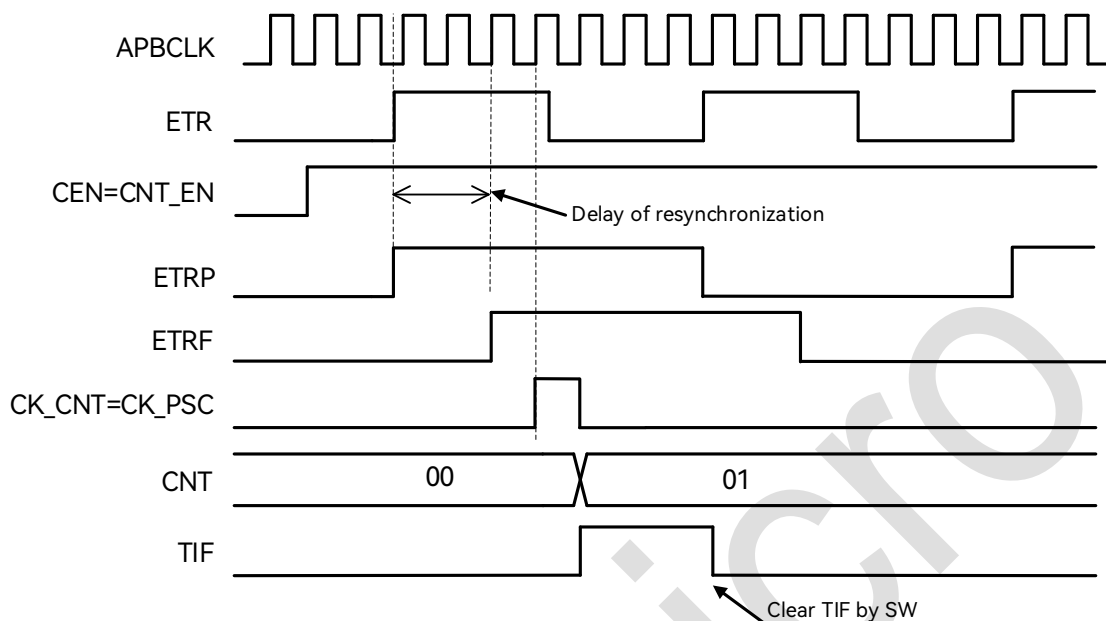 APBCLK
ETR
CEN=CNT_EN
Delay of resynchronization
ETRP
ETRF
CK_CNT=CK_PSC
CNT 00 01
TIF
Clear TIF by SW
icro